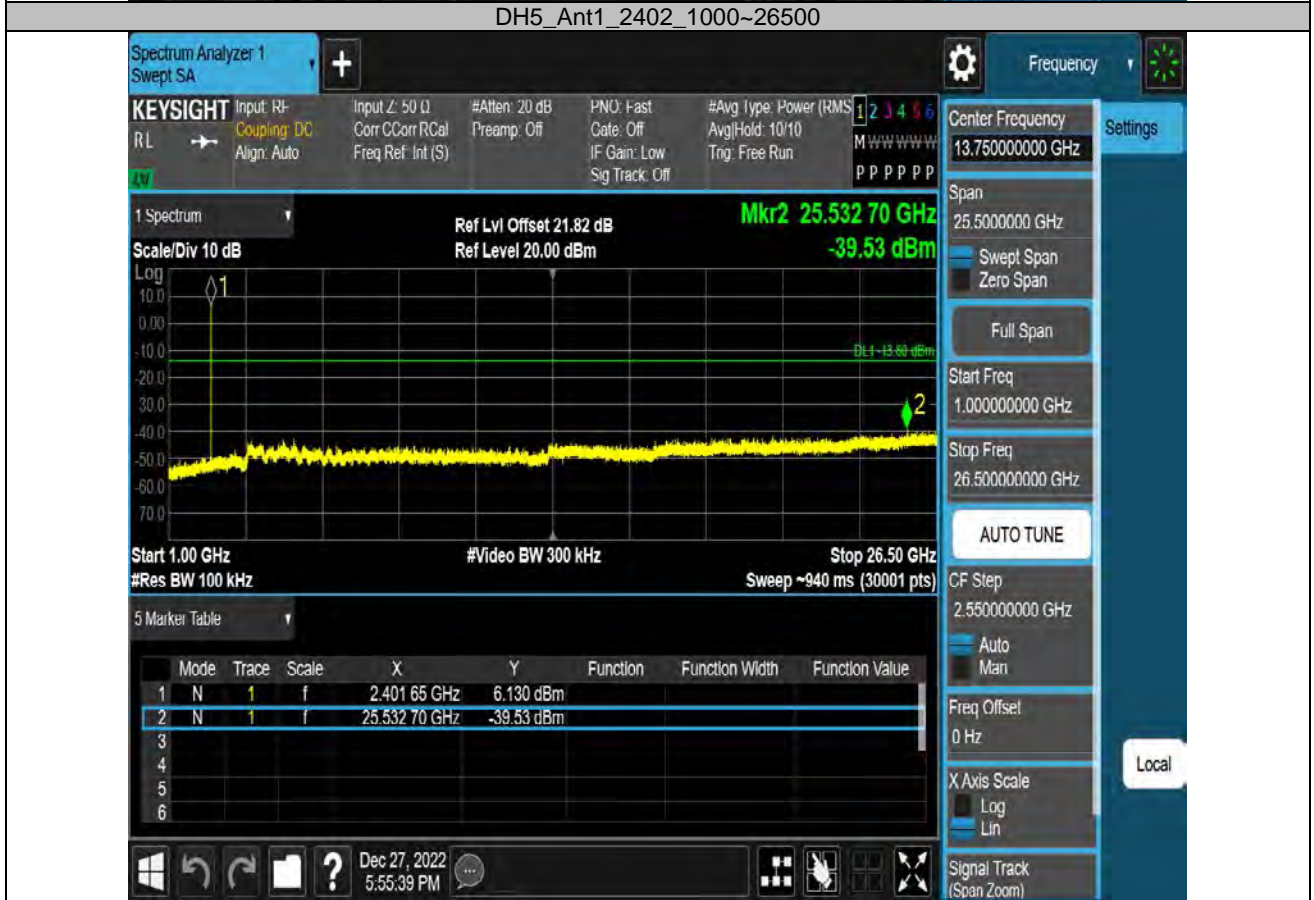 DH5_Ant1_2402_1000~26500
Spectrum Analyzer 1
Swept SA
+
Frequency
KEYSIGHT
RL
Input: RF
Coupling: DC
Align: Auto
Input Z: 50 Ω
Corr CCorr RCal
Freq Ref: Int (S)
#Atten: 20 dB
Preamp: Off
PNO: Fast
Gate: Off
IF Gain: Low
Sig Track: Off
#Avg Type: Power (RMS
Avg|Hold: 10/10
Trig: Free Run
1 2 3 4 5 6
M W W W W W
P P P P P P
1 Spectrum
Scale/Div 10 dB
Ref Lvl Offset 21.82 dB
Ref Level 20.00 dBm
Mkr2 25.532 70 GHz
-39.53 dBm
Log
10.0
0.00
-10.0
-20.0
-30.0
-40.0
-50.0
-60.0
-70.0
1
DL1 -13.80 dBm
2
Start 1.00 GHz
#Video BW 300 kHz
Stop 26.50 GHz
#Res BW 100 kHz
Sweep ~940 ms (30001 pts)
5 Marker Table
Mode Trace Scale X Y Function Function Width Function Value
1 N 1 f 2.401 65 GHz 6.130 dBm
2 N 1 f 25.532 70 GHz -39.53 dBm
3
4
5
6
Dec 27, 2022
5:55:39 PM
Center Frequency
13.750000000 GHz
Settings
Span
25.5000000 GHz
Swept Span
Zero Span
Full Span
Start Freq
1.000000000 GHz
Stop Freq
26.500000000 GHz
AUTO TUNE
CF Step
2.550000000 GHz
Auto
Man
Freq Offset
0 Hz
X Axis Scale
Log
Lin
Local
Signal Track
(Span Zoom)